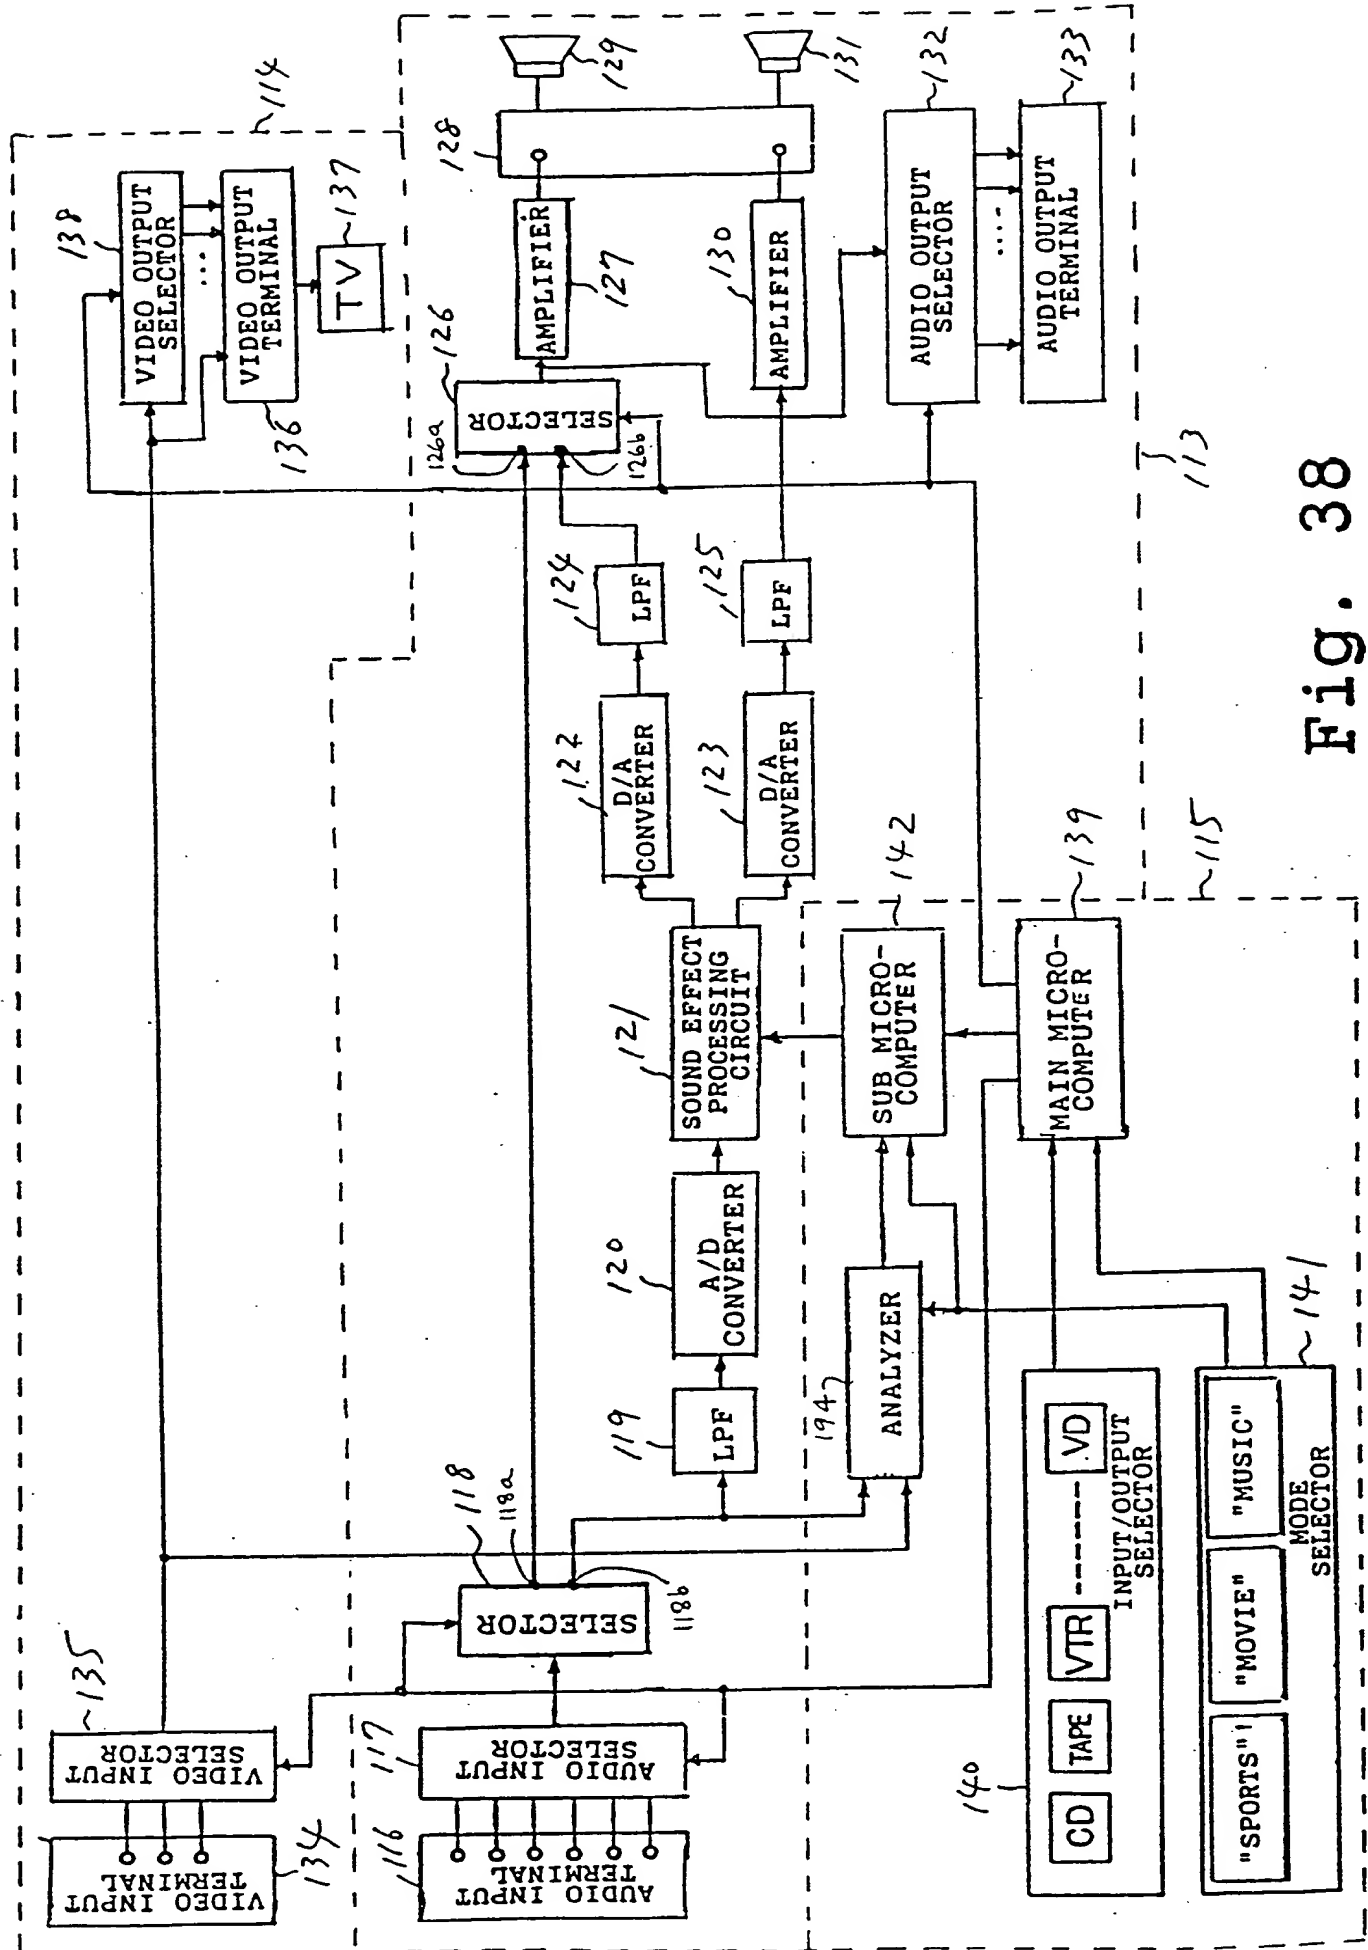 114
138
VIDEO OUTPUT
SELECTOR
....
VIDEO OUTPUT
TERMINAL
136
TV
137
135
VIDEO INPUT
SELECTOR
VIDEO INPUT
TERMINAL
134
116
AUDIO INPUT
TERMINAL
117
AUDIO INPUT
SELECTOR
118
118a
118b
SELECTOR
119
LPF
120
A/D
CONVERTER
121
SOUND EFFECT
PROCESSING
CIRCUIT
122
D/A
CONVERTER
123
D/A
CONVERTER
124
LPF
125
LPF
126
126a
126b
SELECTOR
AMPLIFIER
127
128
129
AMPLIFIER
130
131
AUDIO OUTPUT
SELECTOR
132
....
AUDIO OUTPUT
TERMINAL
133
113
194
ANALYZER
SUB MICRO-
COMPUTER
142
MAIN MICRO-
COMPUTER
139
115
140
CD
TAPE
VTR
------
VD
INPUT/OUTPUT
SELECTOR
"SPORTS"
"MOVIE"
"MUSIC"
MODE
SELECTOR
141
Fig. 38